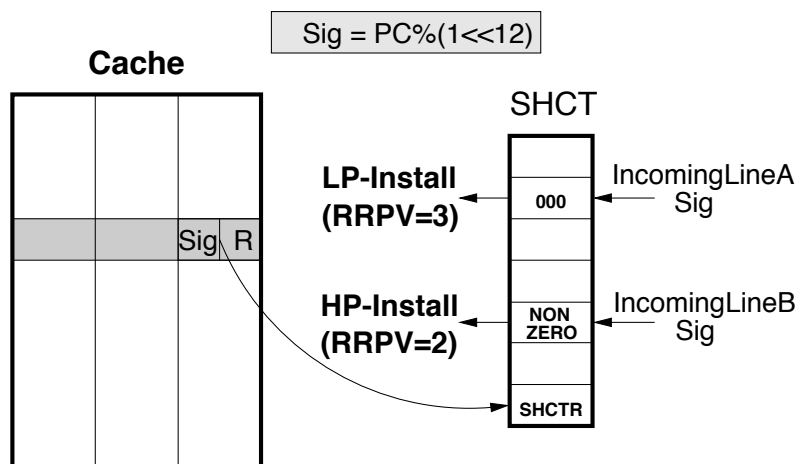 Sig = PC%(1<<12)
Cache
SHCT
LP-Install
(RRPV=3)
000
IncomingLineA
Sig
Sig
R
HP-Install
(RRPV=2)
NON
ZERO
IncomingLineB
Sig
SHCTR